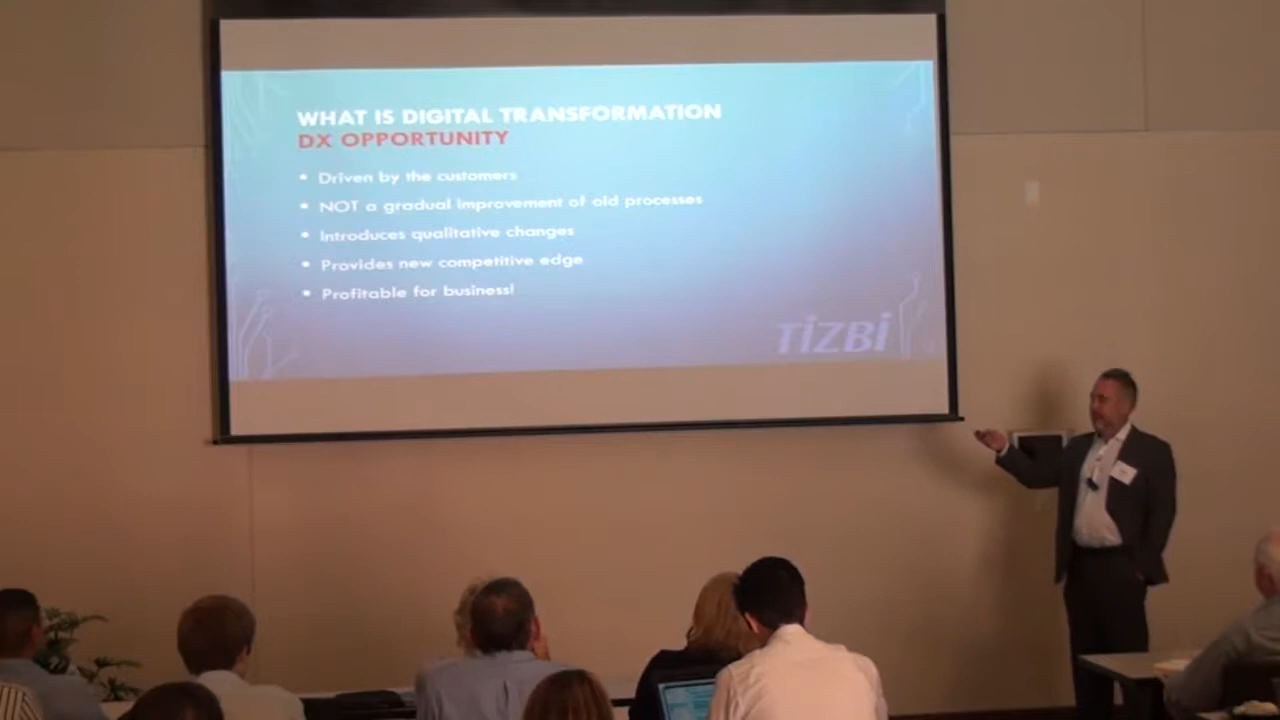 WHAT IS DIGITAL TRANSFORMATION
DX OPPORTUNITY
• Driven by the customers
• NOT a gradual improvement of old processes
• Introduces qualitative changes
• Provides new competitive edge
• Profitable for business!
TiZBi